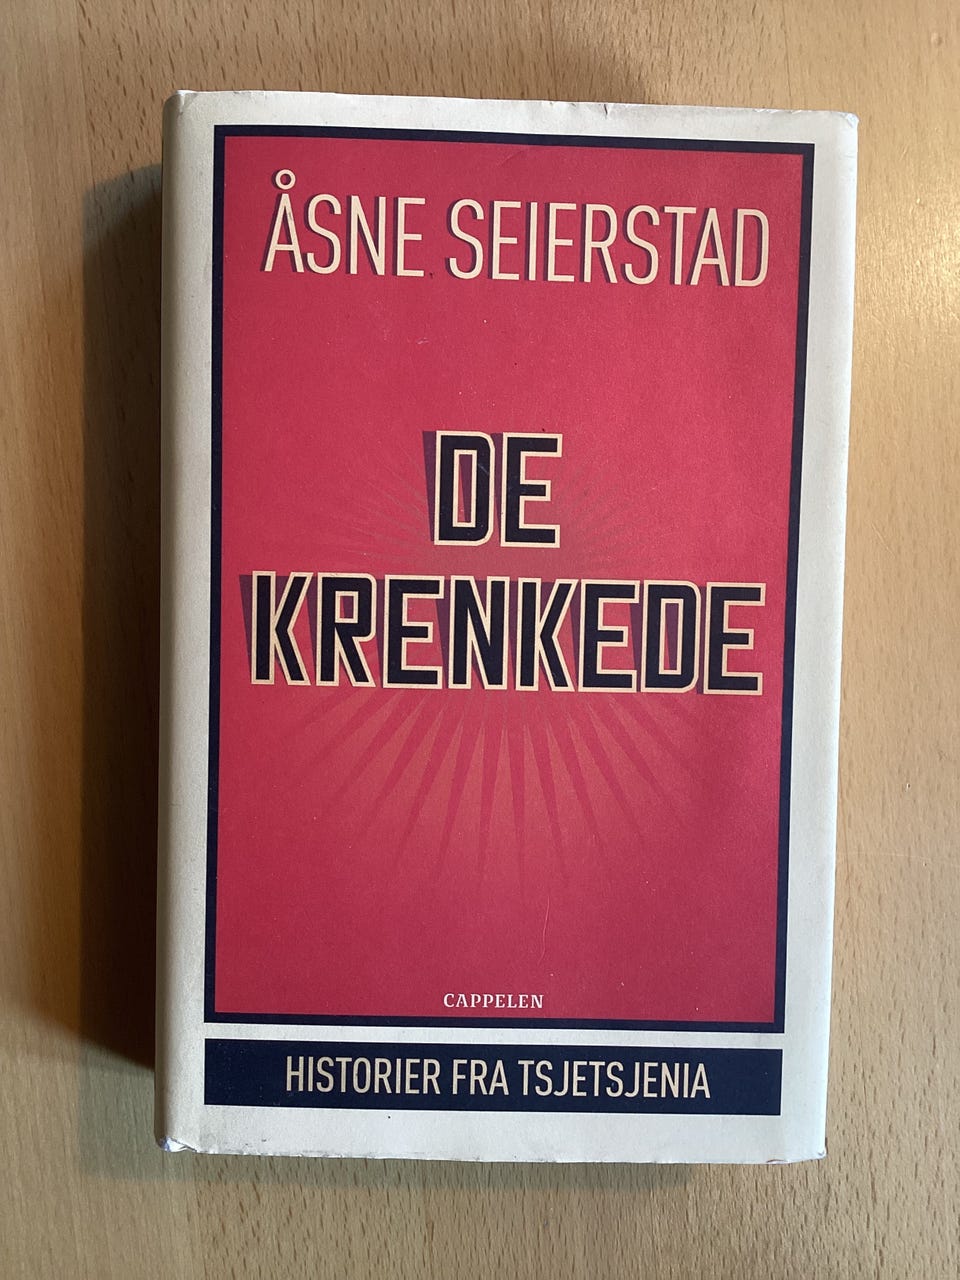 ÅSNE SEIERSTAD
DE
KRENKEDE
CAPPELEN
HISTORIER FRA TSJETSJENIA